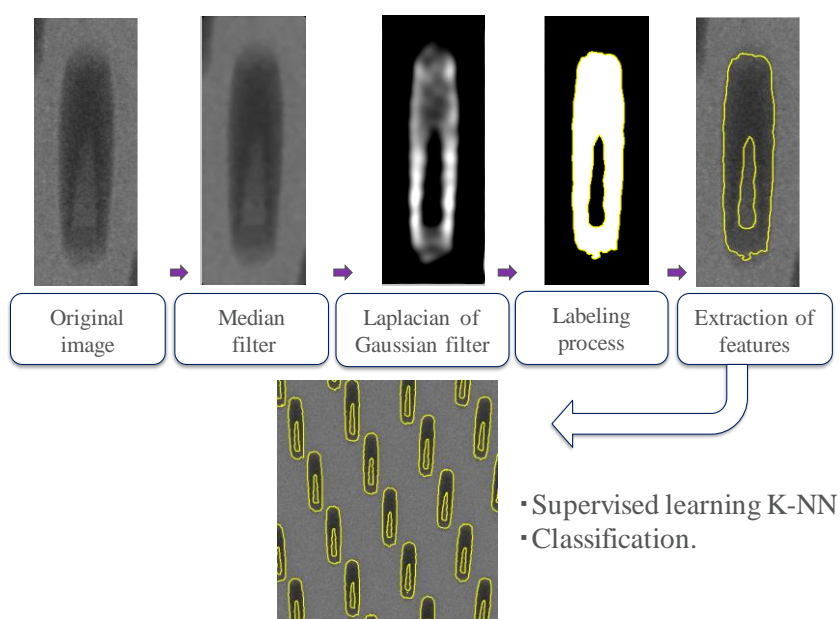 Original
image
Median
filter
Laplacian of
Gaussian filter
Labeling
process
Extraction of
features
・Supervised learning K-NN
・Classification.